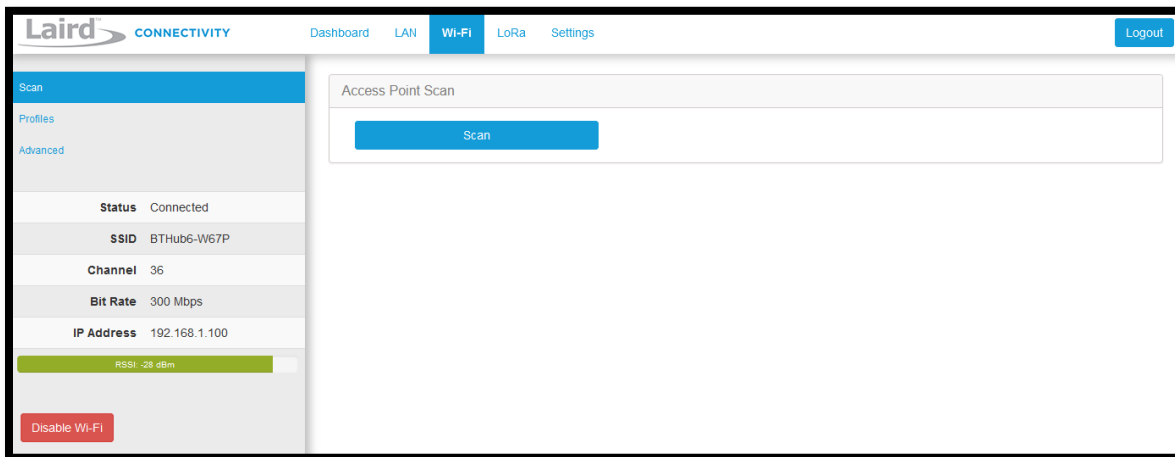 Laird™ CONNECTIVITY
Dashboard LAN Wi-Fi LoRa Settings Logout
Scan
Profiles
Advanced
Access Point Scan
Scan
Status Connected
SSID BTHub6-W67P
Channel 36
Bit Rate 300 Mbps
IP Address 192.168.1.100
RSSI: -28 dBm
Disable Wi-Fi